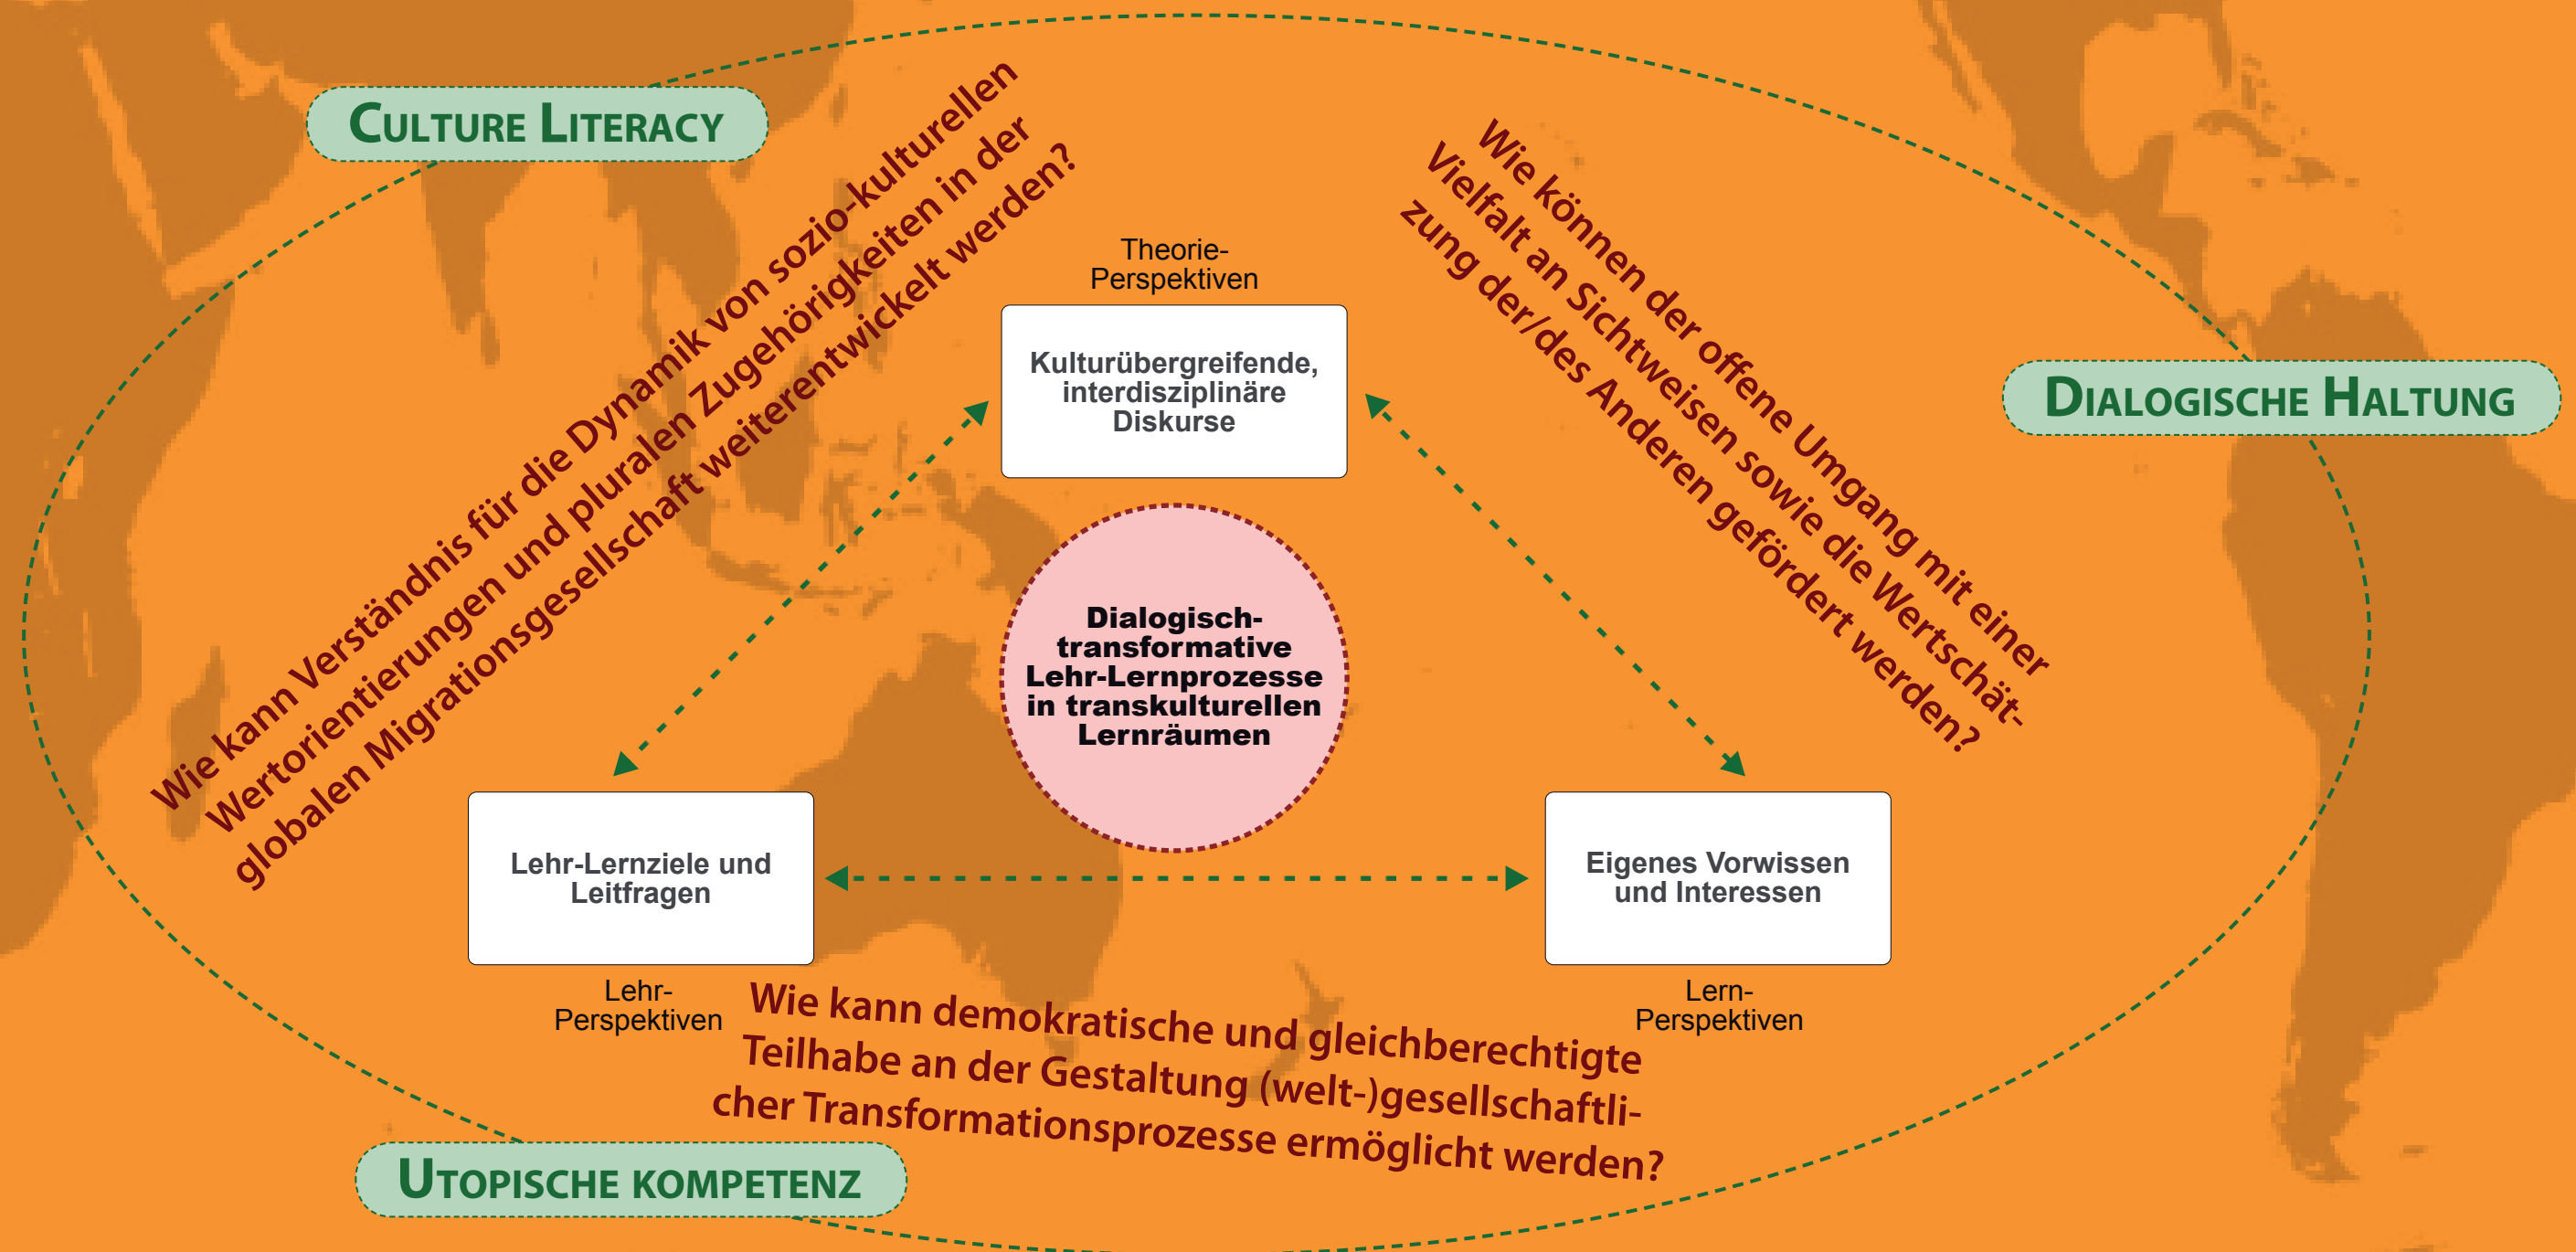 CULTURE LITERACY
Wie kann Verständnis für die Dynamik von sozio-kulturellen
Wertorientierungen und pluralen Zugehörigkeiten in der
globalen Migrationsgesellschaft weiterentwickelt werden?
Wie können der offene Umgang mit einer
Vielfalt an Sichtweisen sowie die Wertschät-
zung der/des Anderen gefördert werden?
DIALOGISCHE HALTUNG
Theorie-
Perspektiven
Kulturübergreifende,
interdisziplinäre
Diskurse
Dialogisch-
transformative
Lehr-Lernprozesse
in transkulturellen
Lernräumen
Lehr-Lernziele und
Leitfragen
Lehr-
Perspektiven
Eigenes Vorwissen
und Interessen
Lern-
Perspektiven
Wie kann demokratische und gleichberechtigte
Teilhabe an der Gestaltung (welt-)gesellschaftli-
cher Transformationsprozesse ermöglicht werden?
UTOPISCHE KOMPETENZ